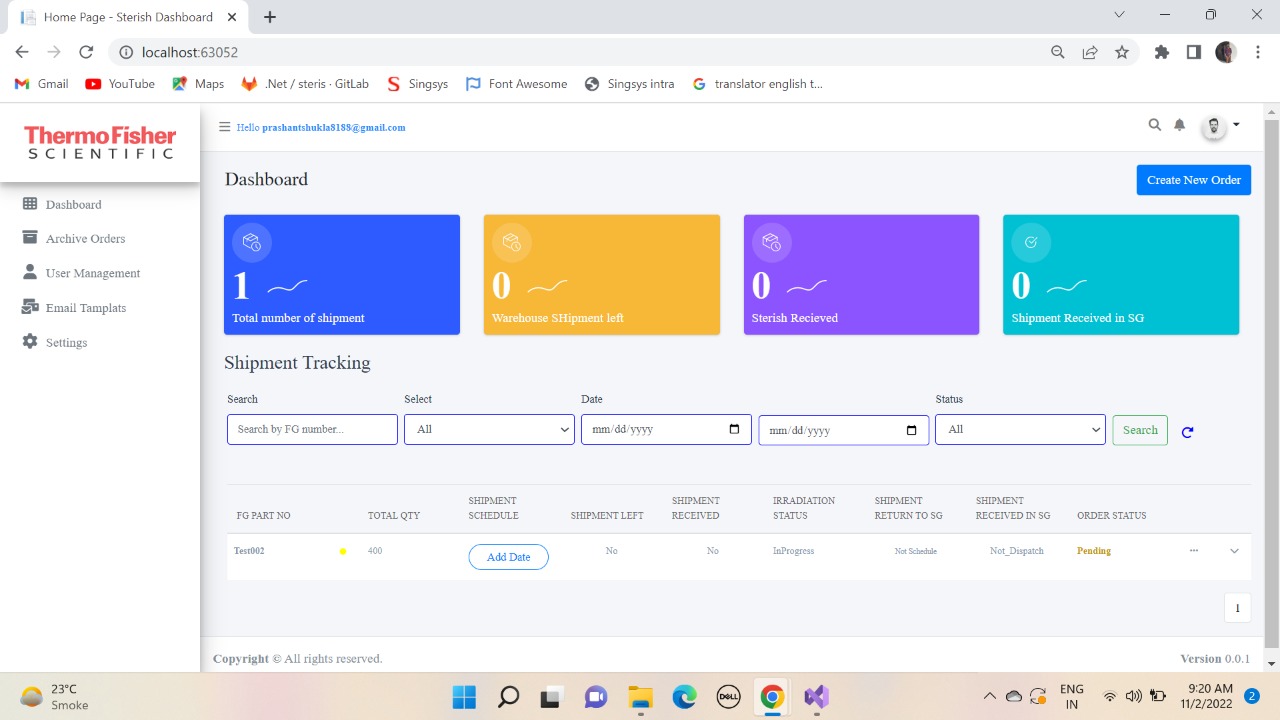 Home Page - Sterish Dashboard
localhost:63052
Gmail YouTube Maps .Net / steris · GitLab Singsys Font Awesome Singsys intra translator english t...
ThermoFisher
SCIENTIFIC
Hello prashantshukla8188@gmail.com
Dashboard
Archive Orders
User Management
Email Tamplats
Settings
Dashboard
Create New Order
1
Total number of shipment
0
Warehouse SHipment left
0
Sterish Recieved
0
Shipment Received in SG
Shipment Tracking
Search Select Date Status
Search by FG number... All mm/dd/yyyy mm/dd/yyyy All Search
FG PART NO TOTAL QTY SHIPMENT SCHEDULE SHIPMENT LEFT SHIPMENT RECEIVED IRRADIATION STATUS SHIPMENT RETURN TO SG SHIPMENT RECEIVED IN SG ORDER STATUS
Test002 400 Add Date No No InProgress Not Schedule Not_Dispatch Pending ...
1
Copyright © All rights reserved. Version 0.0.1
23°C
Smoke
DELL
ENG
IN
9:20 AM
11/2/2022
2